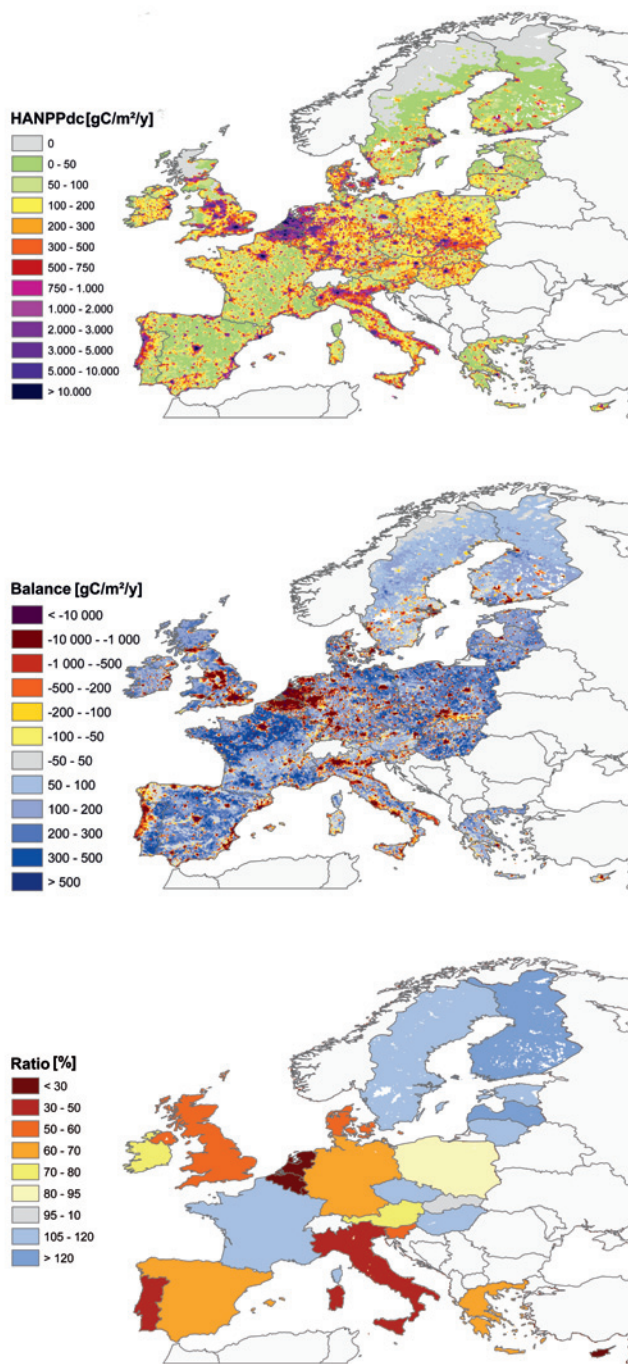 HANPPdc[gC/m²/y]
0
0 - 50
50 - 100
100 - 200
200 - 300
300 - 500
500 - 750
750 - 1.000
1.000 - 2.000
2.000 - 3.000
3.000 - 5.000
5.000 - 10.000
> 10.000
Balance [gC/m²/y]
< -10 000
-10 000 - -1 000
-1 000 - -500
-500 - -200
-200 - -100
-100 - -50
-50 - 50
50 - 100
100 - 200
200 - 300
300 - 500
> 500
Ratio [%]
< 30
30 - 50
50 - 60
60 - 70
70 - 80
80 - 95
95 - 10
105 - 120
> 120